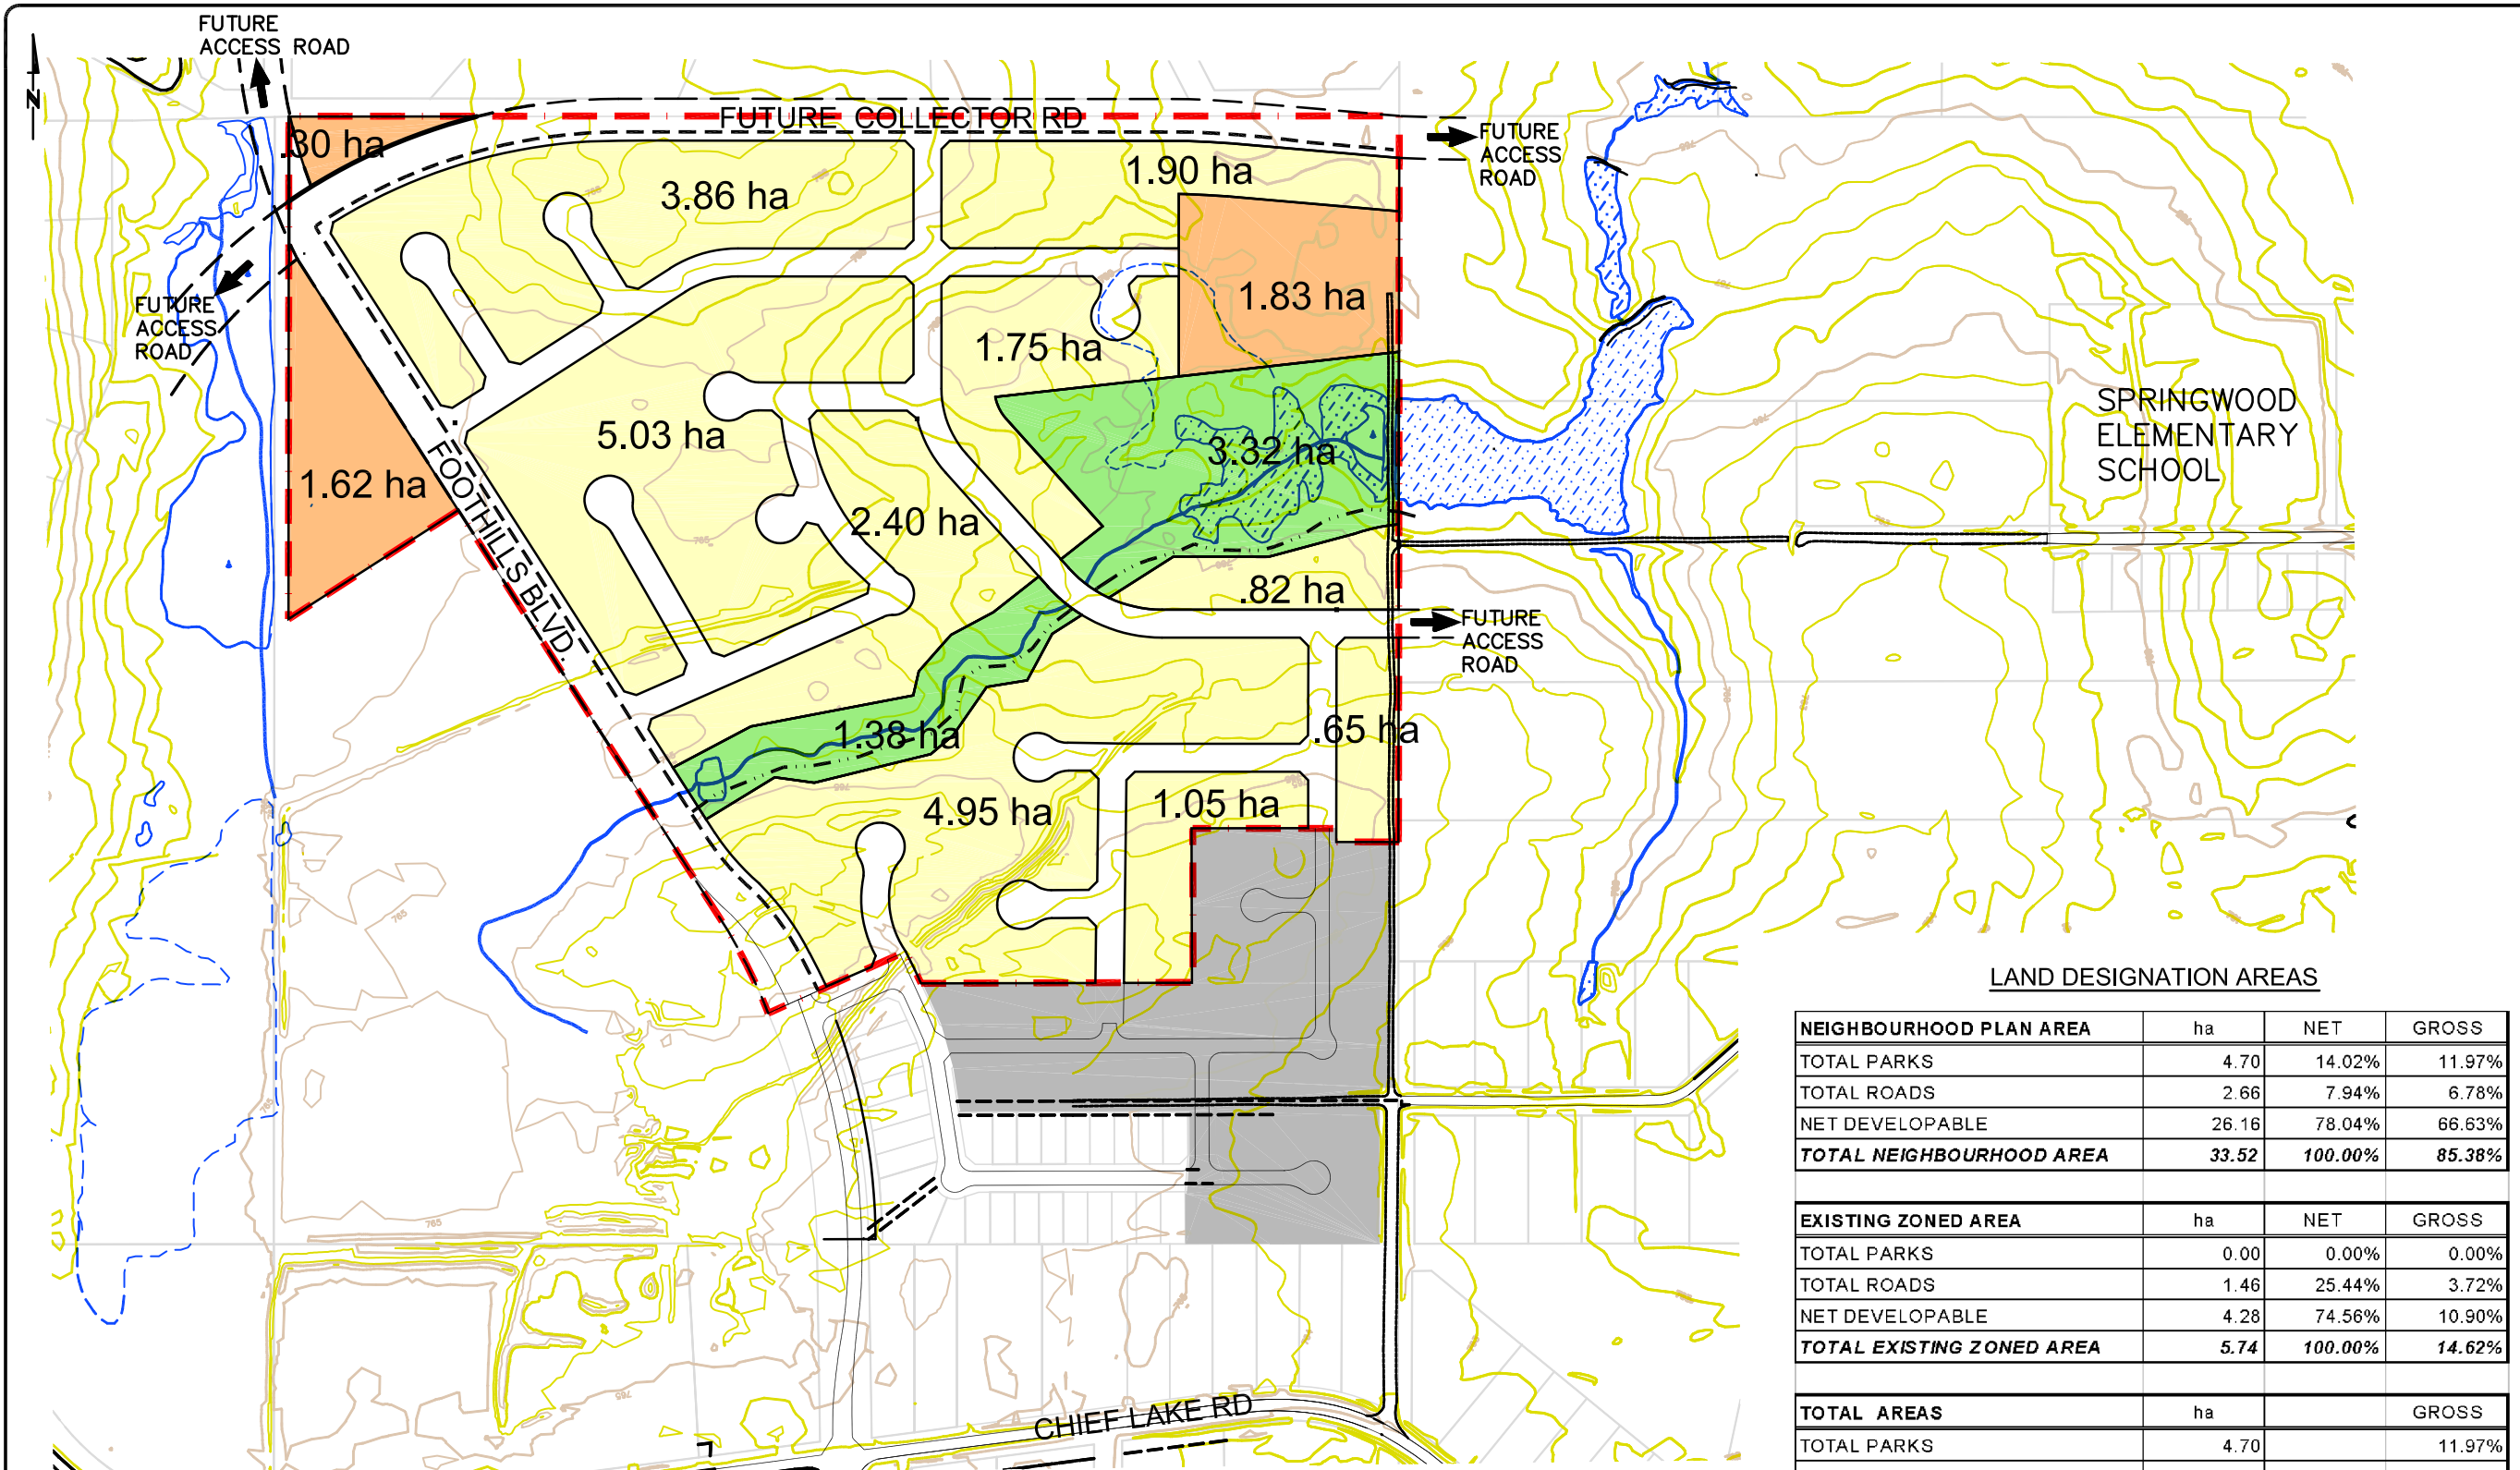 FUTURE
ACCESS ROAD
N
FUTURE COLLECTOR RD
.30 ha
3.86 ha
1.90 ha
FUTURE
ACCESS
ROAD
1.83 ha
FUTURE
ACCESS
ROAD
1.75 ha
5.03 ha
3.32 ha
SPRINGWOOD
ELEMENTARY
SCHOOL
1.62 ha
FOOTHILLS BLVD.
2.40 ha
.82 ha
FUTURE
ACCESS
ROAD
1.38 ha
.65 ha
4.95 ha
1.05 ha
CHIEF LAKE RD
LAND DESIGNATION AREAS
NEIGHBOURHOOD PLAN AREA ha NET GROSS
TOTAL PARKS 4.70 14.02% 11.97%
TOTAL ROADS 2.66 7.94% 6.78%
NET DEVELOPABLE 26.16 78.04% 66.63%
TOTAL NEIGHBOURHOOD AREA 33.52 100.00% 85.38%
EXISTING ZONED AREA ha NET GROSS
TOTAL PARKS 0.00 0.00% 0.00%
TOTAL ROADS 1.46 25.44% 3.72%
NET DEVELOPABLE 4.28 74.56% 10.90%
TOTAL EXISTING ZONED AREA 5.74 100.00% 14.62%
TOTAL AREAS ha GROSS
TOTAL PARKS 4.70 11.97%